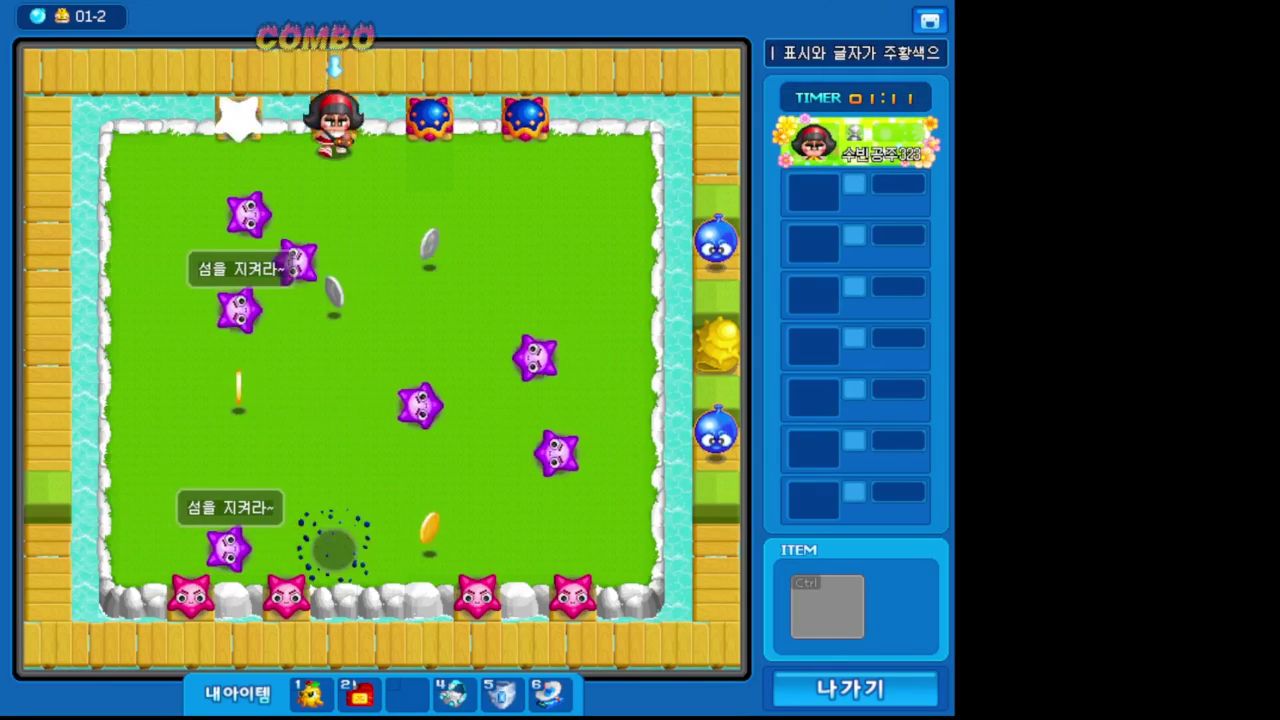 01-2
COMBO
표시와 글자가 주황색으
TIMER 01:11
수빈공주323
섬을 지켜라~
섬을 지켜라~
ITEM
Ctrl
내아이템
1
2
4
5
6
나가기